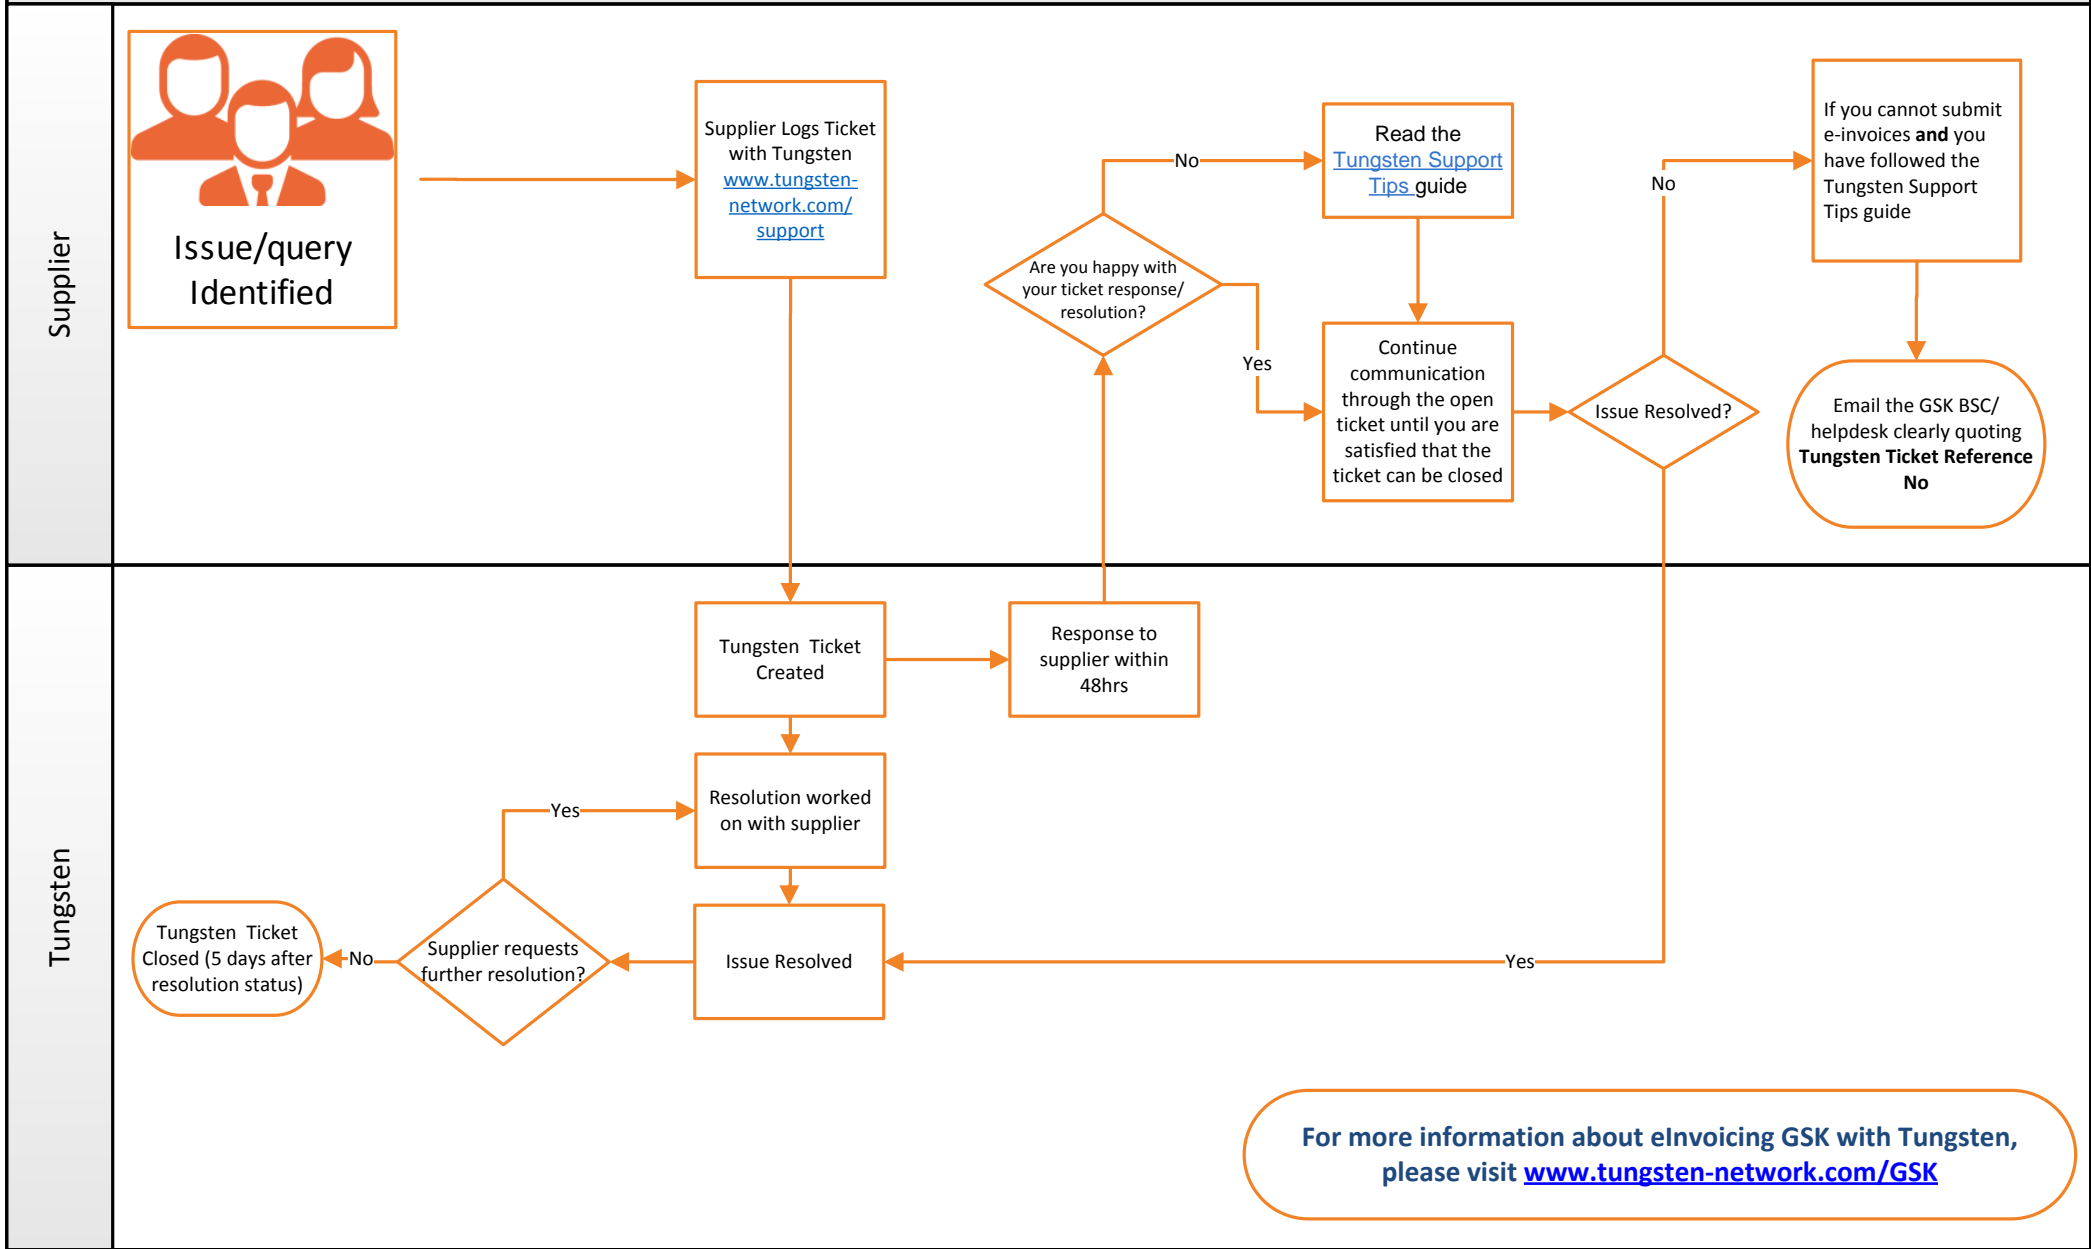 Supplier
Issue/query
Identified
Supplier Logs Ticket
with Tungsten
www.tungsten-
network.com/
support
Are you happy with
your ticket response/
resolution?
No
Yes
Read the
Tungsten Support
Tips guide
Continue
communication
through the open
ticket until you are
satisfied that the
ticket can be closed
Issue Resolved?
No
If you cannot submit
e-invoices and you
have followed the
Tungsten Support
Tips guide
Email the GSK BSC/
helpdesk clearly quoting
Tungsten Ticket Reference
No
Tungsten
Tungsten Ticket
Created
Response to
supplier within
48hrs
Resolution worked
on with supplier
Yes
Issue Resolved
Yes
Supplier requests
further resolution?
No
Tungsten Ticket
Closed (5 days after
resolution status)
For more information about eInvoicing GSK with Tungsten,
please visit www.tungsten-network.com/GSK